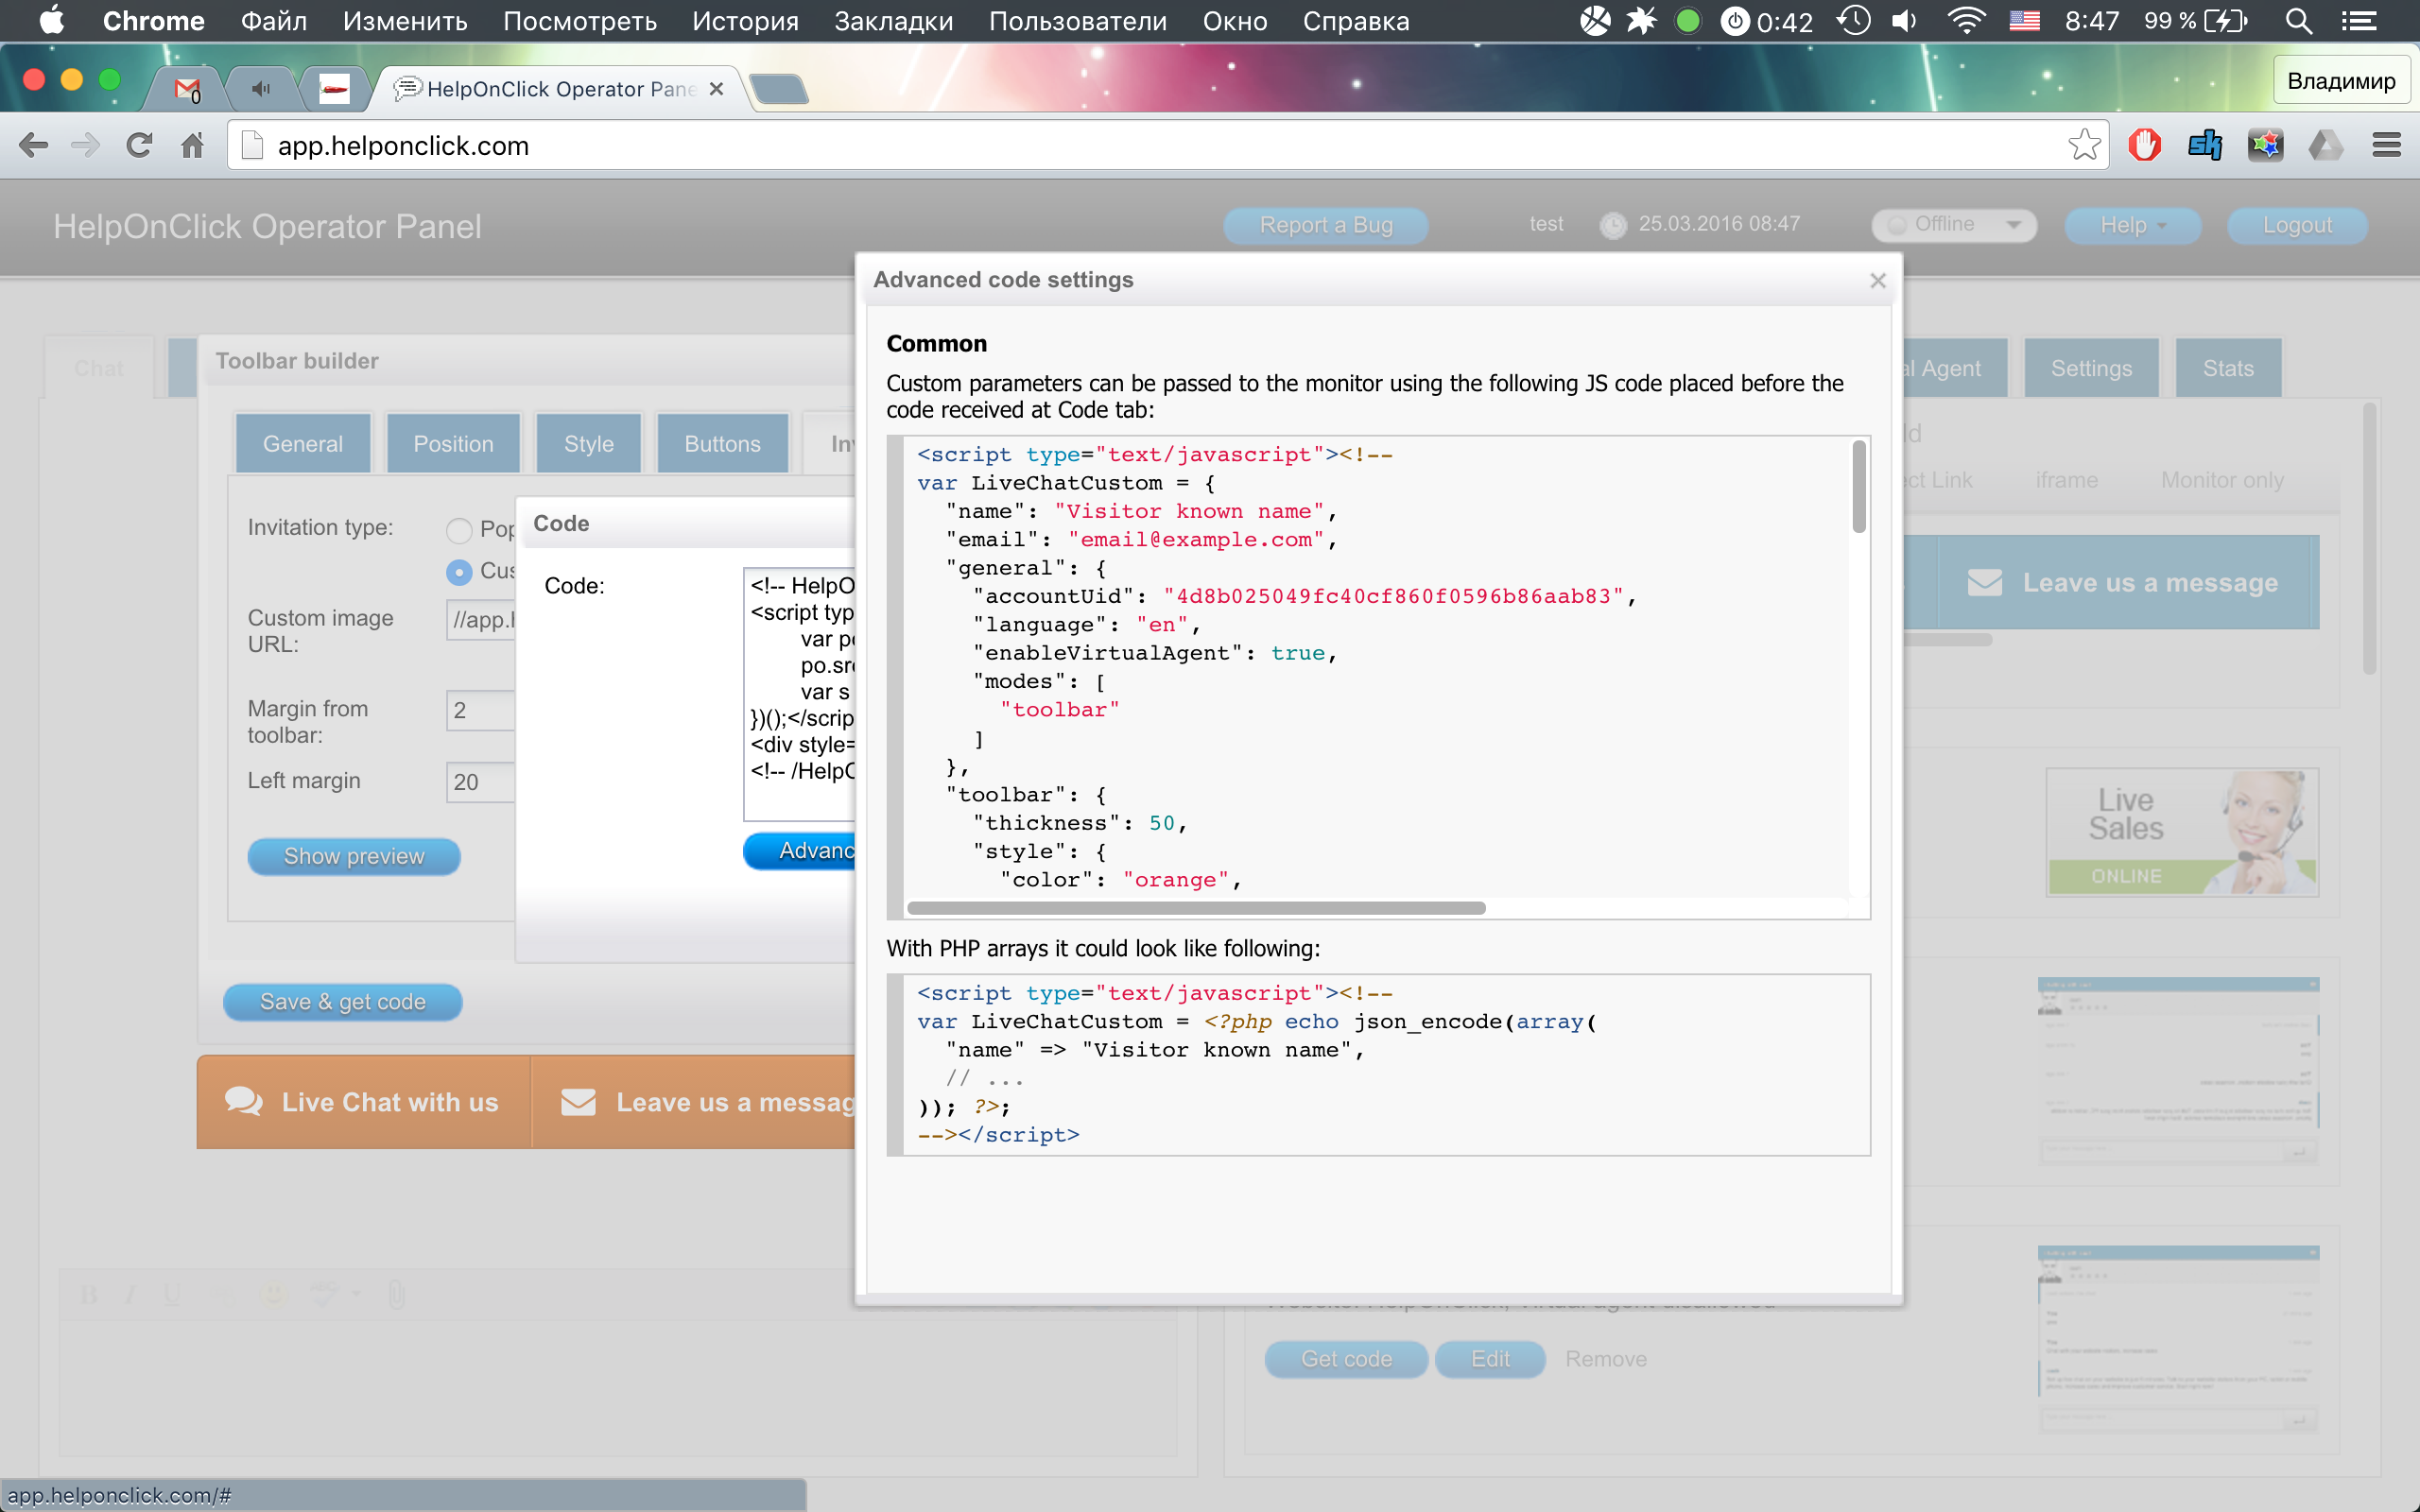 Chrome Файл Изменить Посмотреть История Закладки Пользователи Окно Справка 0:42 8:47 99 %
0 HelpOnClick Operator Pane Владимир
app.helponclick.com sk
HelpOnClick Operator Panel Report a Bug test 25.03.2016 08:47 Offline Help Logout
Advanced code settings
Chat
Toolbar builder
al Agent Settings Stats
General Position Style Buttons Inv
ect Link iframe Monitor only
Invitation type: Pop
Cus
Custom image
URL: //app.h
Margin from
toolbar: 2
Left margin 20
Show preview
Save & get code
Code
Code:
<!-- HelpO
<script typ
var po
po.src
var s
})();</scrip
<div style=
<!-- /HelpO
Advanc
Common
Custom parameters can be passed to the monitor using the following JS code placed before the
code received at Code tab:
<script type="text/javascript"><!--
var LiveChatCustom = {
"name": "Visitor known name",
"email": "email@example.com",
"general": {
"accountUid": "4d8b025049fc40cf860f0596b86aab83",
"language": "en",
"enableVirtualAgent": true,
"modes": [
"toolbar"
]
},
"toolbar": {
"thickness": 50,
"style": {
"color": "orange",
With PHP arrays it could look like following:
<script type="text/javascript"><!--
var LiveChatCustom = <?php echo json_encode(array(
"name" => "Visitor known name",
// ...
)); ?>;
--></script>
Leave us a message
Live
Sales
ONLINE
Live Chat with us Leave us a messag
B I U
Get code Edit Remove
app.helponclick.com/#